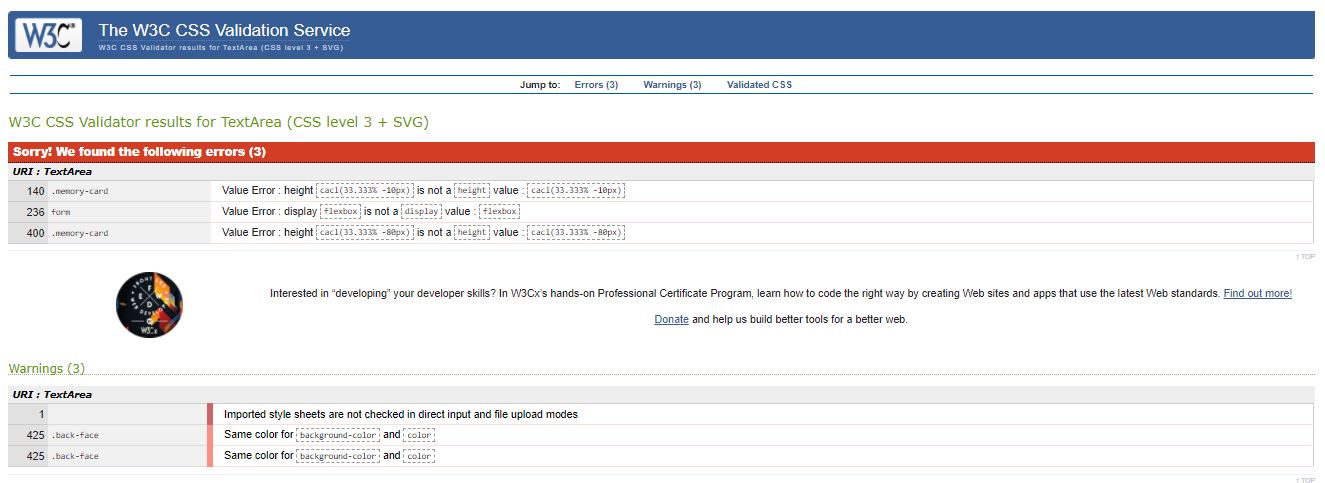 W3C®
The W3C CSS Validation Service
W3C CSS Validator results for TextArea (CSS level 3 + SVG)
Jump to: Errors (3) Warnings (3) Validated CSS
W3C CSS Validator results for TextArea (CSS level 3 + SVG)
Sorry! We found the following errors (3)
URI : TextArea
140 .memory-card Value Error : height cacl(33.333% -10px) is not a height value : cacl(33.333% -10px)
236 form Value Error : display flexbox is not a display value : flexbox
400 .memory-card Value Error : height cacl(33.333% -80px) is not a height value : cacl(33.333% -80px)
↑ TOP
Interested in “developing” your developer skills? In W3Cx's hands-on Professional Certificate Program, learn how to code the right way by creating Web sites and apps that use the latest Web standards. Find out more!
Donate and help us build better tools for a better web.
Warnings (3)
URI : TextArea
1 Imported style sheets are not checked in direct input and file upload modes
425 .back-face Same color for background-color and color
425 .back-face Same color for background-color and color
↑ TOP